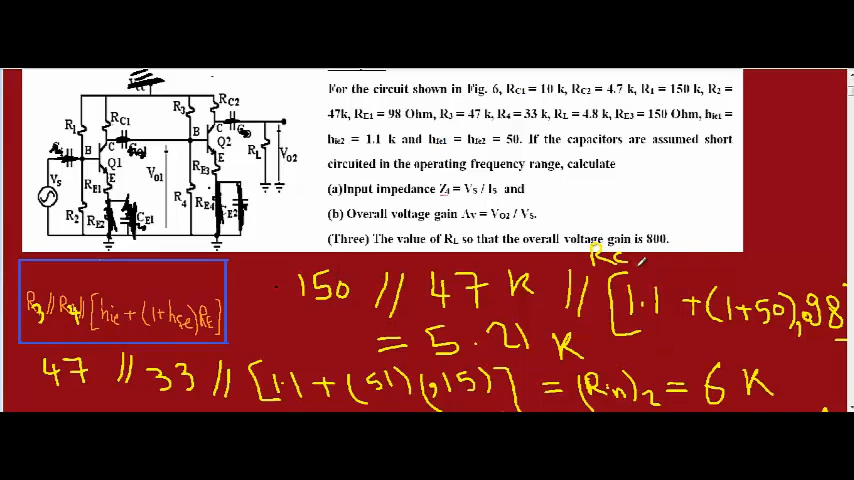 For the circuit shown in Fig. 6, RC1 = 10 k, RC2 = 4.7 k, R1 = 150 k, R2 =
47k, RE1 = 98 Ohm, R3 = 47 k, R4 = 33 k, RL = 4.8 k, RE3 = 150 Ohm, hie1 =
hie2 = 1.1 k and hfe1 = hfe2 = 50. If the capacitors are assumed short
circuited in the operating frequency range, calculate
(a)Input impedance Zi = VS / IS and
(b) Overall voltage gain AV = VO2 / VS.
(Three) The value of RL so that the overall voltage gain is 800.
R1
RC1
R3
RC2
B
C
Q1
E
B
C
Q2
E
RL
VO2
VS
VO1
RE1
RE3
R2
RE2
CE1
R4
RE4
CE2
R3//R4//[hie+(1+hfe)RE]
RC
150 // 47 K // [1.1 +(1+50),98]
= 5.21 K
47 // 33 // [1.1 + (51)(,15)] = (Rin)2 = 6 K